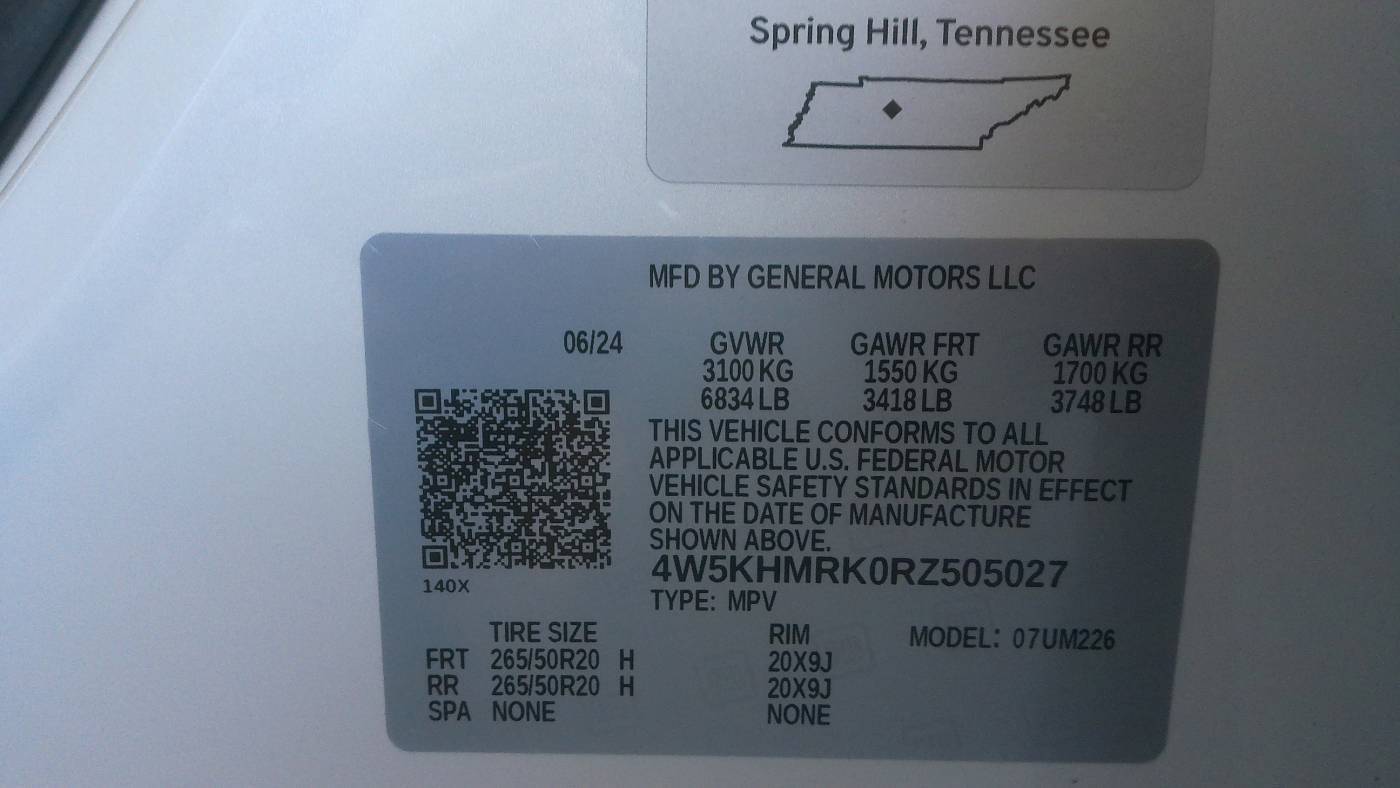 Spring Hill, Tennessee
MFD BY GENERAL MOTORS LLC
06/24 GVWR GAWR FRT GAWR RR
3100 KG 1550 KG 1700 KG
6834 LB 3418 LB 3748 LB
THIS VEHICLE CONFORMS TO ALL
APPLICABLE U.S. FEDERAL MOTOR
VEHICLE SAFETY STANDARDS IN EFFECT
ON THE DATE OF MANUFACTURE
SHOWN ABOVE.
4W5KHMRK0RZ505027
140X
TYPE: MPV
TIRE SIZE RIM MODEL: 07UM226
FRT 265/50R20 H 20X9J
RR 265/50R20 H 20X9J
SPA NONE NONE